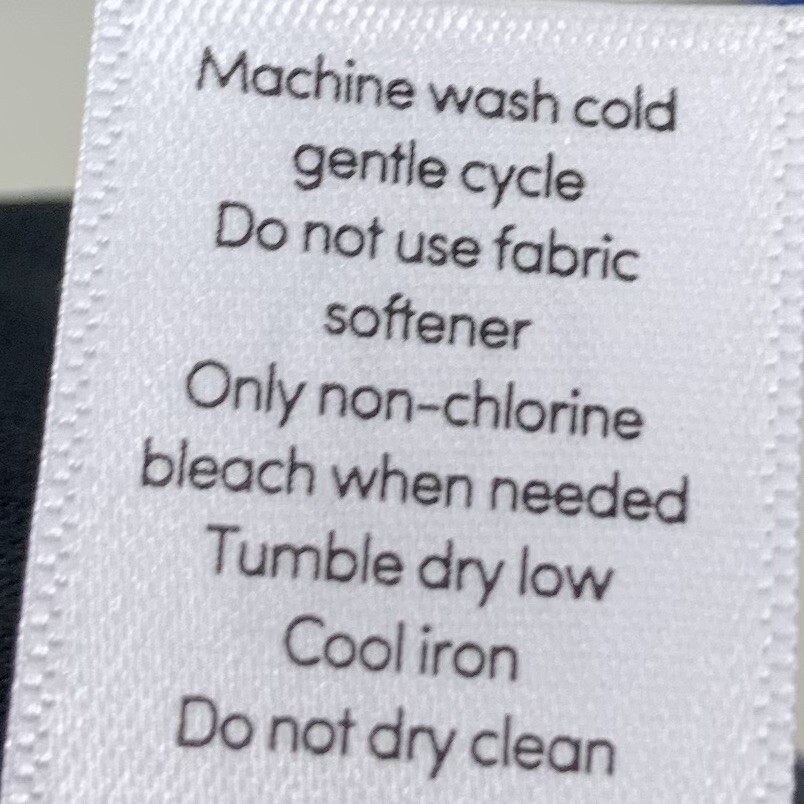 Machine wash cold
gentle cycle
Do not use fabric
softener
Only non-chlorine
bleach when needed
Tumble dry low
Cool iron
Do not dry clean